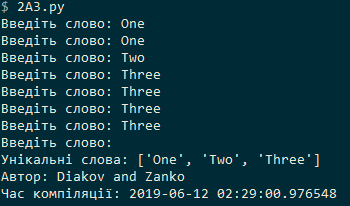 $ 2A3.py
Введіть слово: One
Введіть слово: One
Введіть слово: Two
Введіть слово: Three
Введіть слово: Three
Введіть слово: Three
Введіть слово: Three
Введіть слово:
Унікальні слова: ['One', 'Two', 'Three']
Автор: Diakov and Zanko
Час компіляції: 2019-06-12 02:29:00.976548